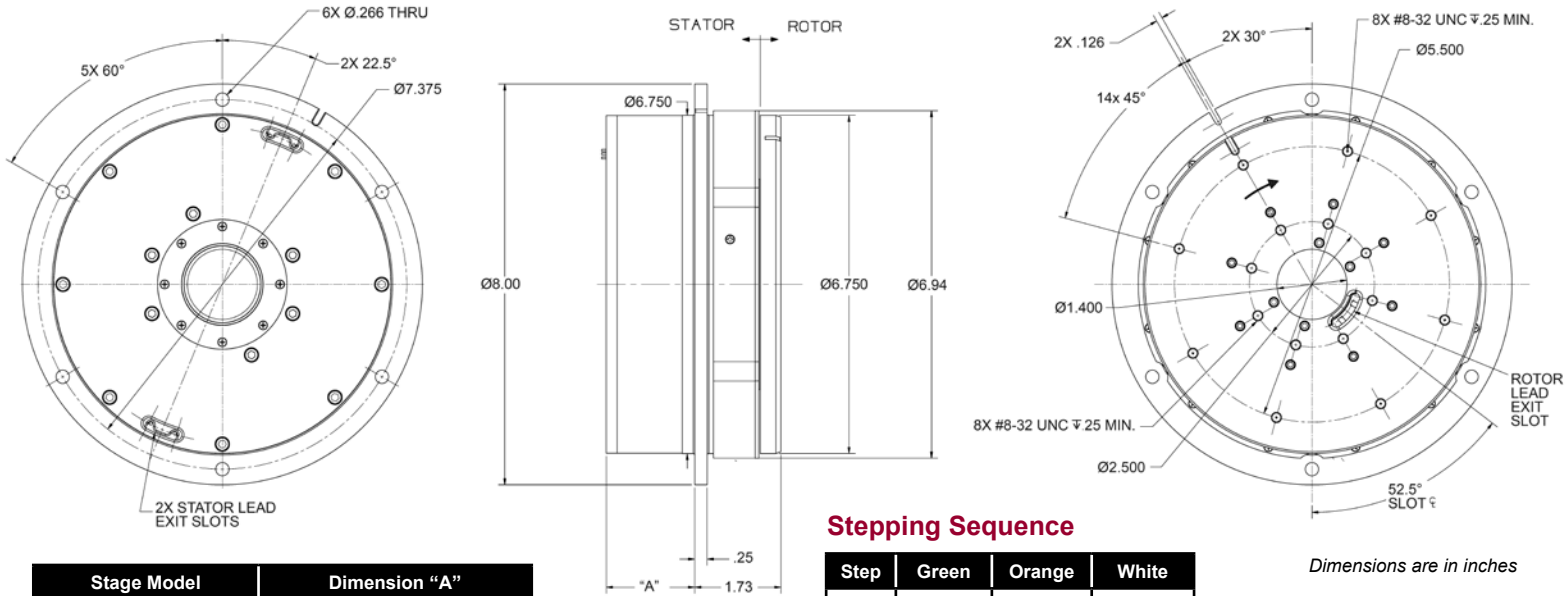 6X Ø.266 THRU
5X 60°
2X 22.5°
Ø7.375
2X STATOR LEAD
EXIT SLOTS
STATOR
ROTOR
Ø6.750
Ø8.00
Ø6.750
Ø6.94
.25
"A"
1.73
2X .126
2X 30°
8X #8-32 UNC ↧.25 MIN.
Ø5.500
14x 45°
Ø1.400
8X #8-32 UNC ↧.25 MIN.
Ø2.500
ROTOR
LEAD
EXIT
SLOT
52.5°
SLOT ℄
Stepping Sequence
Dimensions are in inches
Stage Model Dimension “A”
Step Green Orange White